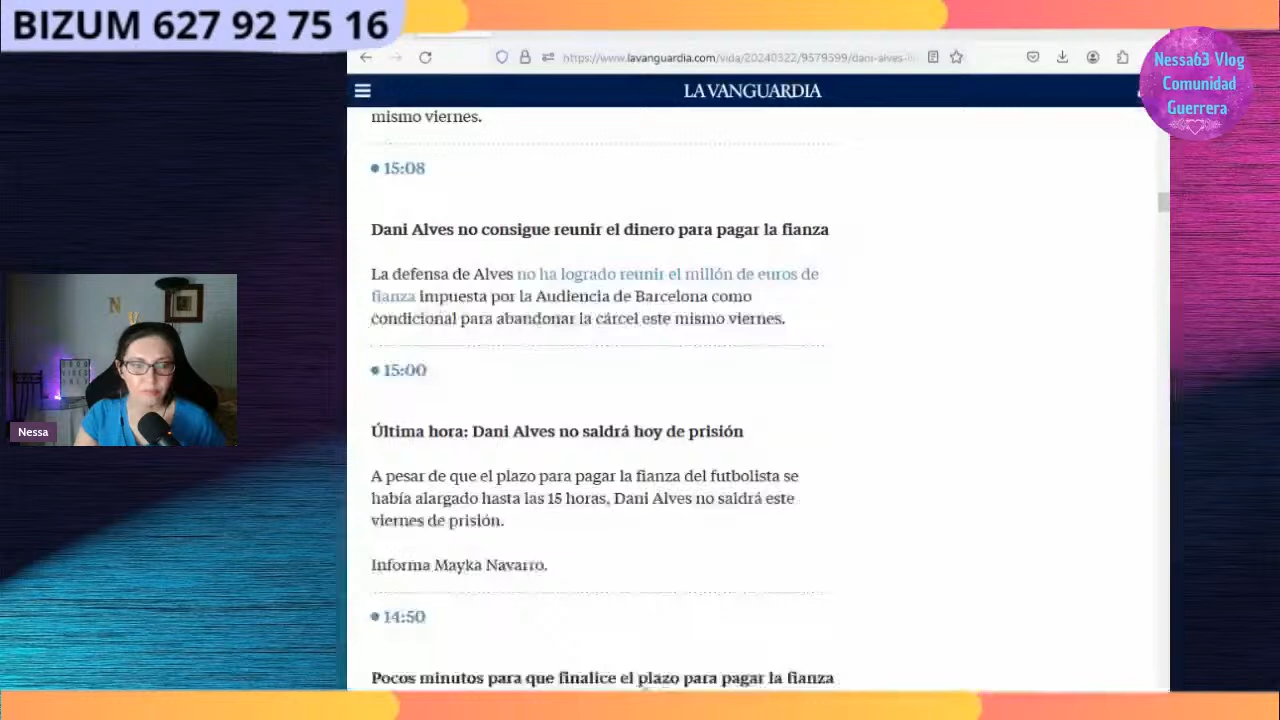 BIZUM 627 92 75 16
https://www.lavanguardia.com/vida/20240322/9579599/dani-alves-li
Nessa63 Vlog
Comunidad
Guerrera
LA VANGUARDIA
mismo viernes.
15:08
Dani Alves no consigue reunir el dinero para pagar la fianza
La defensa de Alves no ha logrado reunir el millón de euros de
fianza impuesta por la Audiencia de Barcelona como
condicional para abandonar la cárcel este mismo viernes.
15:00
Última hora: Dani Alves no saldrá hoy de prisión
A pesar de que el plazo para pagar la fianza del futbolista se
había alargado hasta las 15 horas, Dani Alves no saldrá este
viernes de prisión.
Informa Mayka Navarro.
14:50
Pocos minutos para que finalice el plazo para pagar la fianza
N
V
Nessa